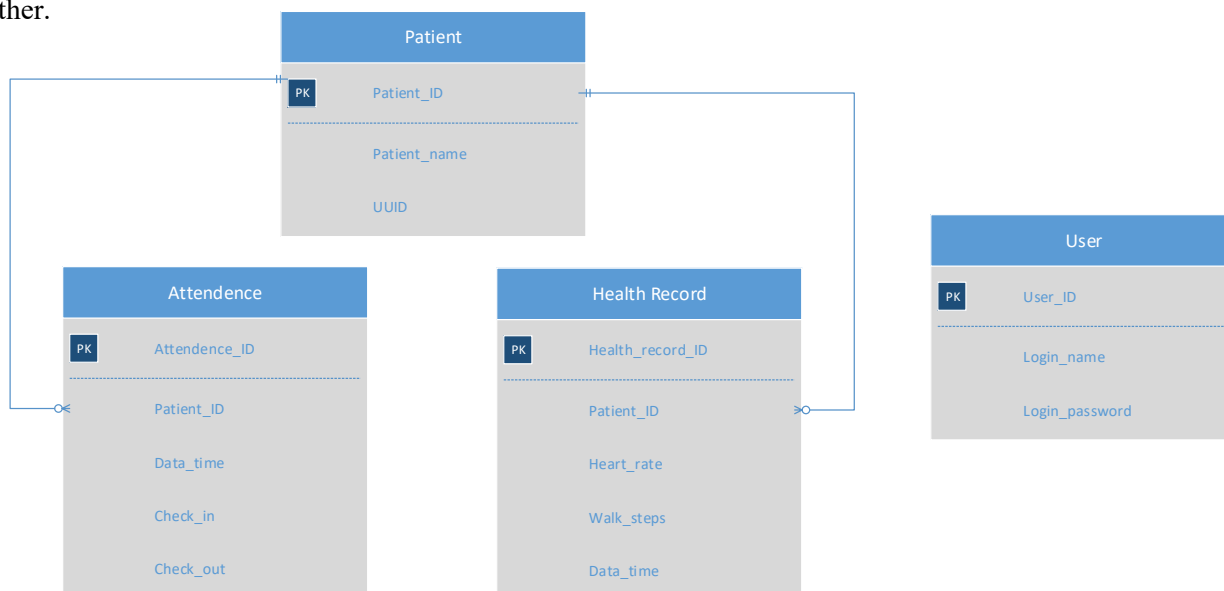 ther.
Patient
PK Patient_ID
Patient_name
UUID
Attendence
PK Attendence_ID
Patient_ID
Data_time
Check_in
Check_out
Health Record
PK Health_record_ID
Patient_ID
Heart_rate
Walk_steps
Data_time
User
PK User_ID
Login_name
Login_password